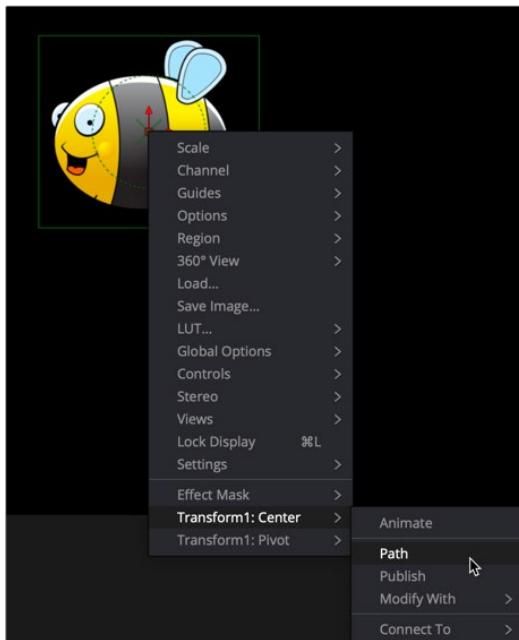 Scale
Channel
Guides
Options
Region
360° View
Load...
Save Image...
LUT...
Global Options
Controls
Stereo
Views
Lock Display ⌘L
Settings
Effect Mask
Transform1: Center
Transform1: Pivot
Animate
Path
Publish
Modify With
Connect To